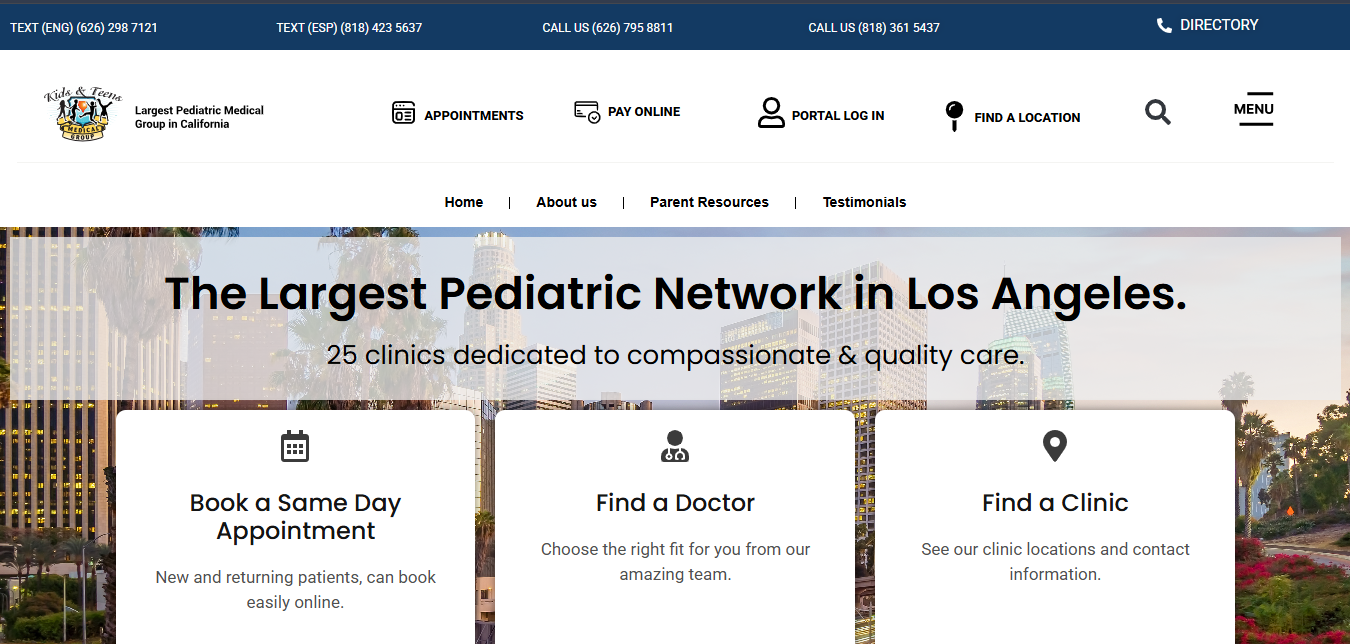 TEXT (ENG) (626) 298 7121
TEXT (ESP) (818) 423 5637
CALL US (626) 795 8811
CALL US (818) 361 5437
DIRECTORY
Kids & Teens
MEDICAL
GROUP
Largest Pediatric Medical
Group in California
APPOINTMENTS
PAY ONLINE
PORTAL LOG IN
FIND A LOCATION
MENU
Home | About us | Parent Resources | Testimonials
The Largest Pediatric Network in Los Angeles.
25 clinics dedicated to compassionate & quality care.
Book a Same Day
Appointment
New and returning patients, can book
easily online.
Find a Doctor
Choose the right fit for you from our
amazing team.
Find a Clinic
See our clinic locations and contact
information.